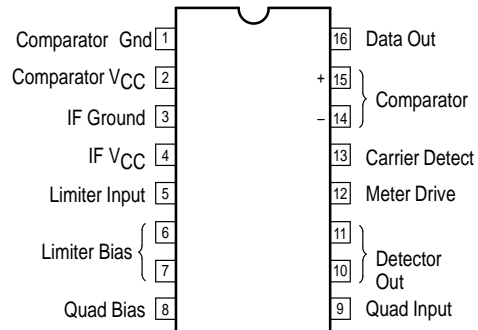 Comparator Gnd 1
16 Data Out
Comparator VCC 2
+ 15
Comparator
IF Ground 3
– 14
IF VCC 4
13 Carrier Detect
Limiter Input 5
12 Meter Drive
Limiter Bias
6
11
7
10
Detector
Out
Quad Bias 8
9 Quad Input